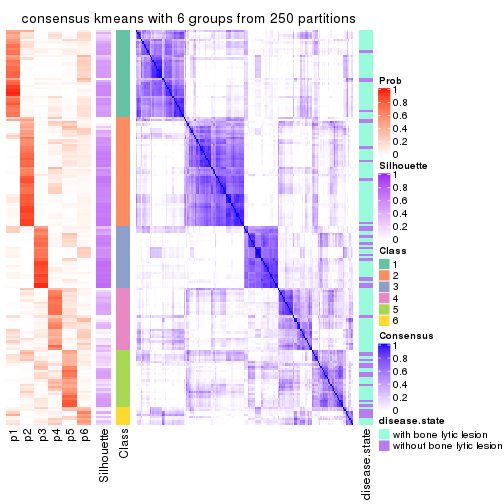 consensus kmeans with 6 groups from 250 partitions
Prob
1
0.8
0.6
0.4
0.2
0
Silhouette
1
0.8
0.6
0.4
0.2
0
Class
1
2
3
4
5
6
Consensus
1
0.8
0.6
0.4
0.2
0
disease.state
with bone lytic lesion
without bone lytic lesion
p1
p2
p3
p4
p5
p6
Silhouette
Class
disease.state